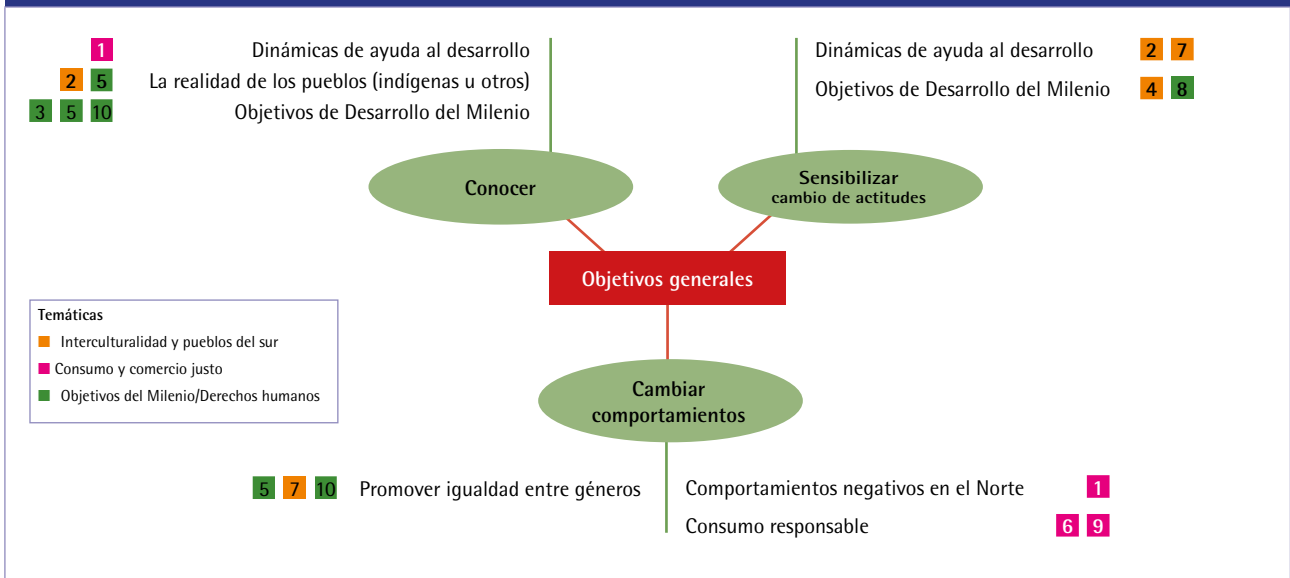 1 Dinámicas de ayuda al desarrollo
2 5 La realidad de los pueblos (indígenas u otros)
3 5 10 Objetivos de Desarrollo del Milenio
Dinámicas de ayuda al desarrollo 2 7
Objetivos de Desarrollo del Milenio 4 8
Conocer
Sensibilizar
cambio de actitudes
Objetivos generales
Temáticas
Interculturalidad y pueblos del sur
Consumo y comercio justo
Objetivos del Milenio/Derechos humanos
Cambiar
comportamientos
5 7 10 Promover igualdad entre géneros
Comportamientos negativos en el Norte 1
Consumo responsable 6 9